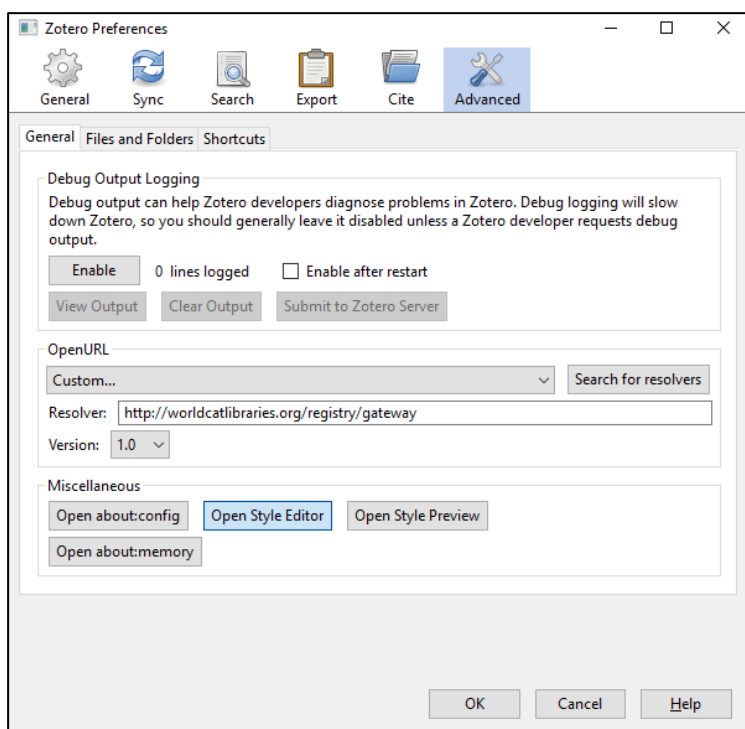 Zotero Preferences
General Sync Search Export Cite Advanced
General Files and Folders Shortcuts
Debug Output Logging
Debug output can help Zotero developers diagnose problems in Zotero. Debug logging will slow
down Zotero, so you should generally leave it disabled unless a Zotero developer requests debug
output.
Enable 0 lines logged Enable after restart
View Output Clear Output Submit to Zotero Server
OpenURL
Custom... Search for resolvers
Resolver: http://worldcatlibraries.org/registry/gateway
Version: 1.0
Miscellaneous
Open about:config Open Style Editor Open Style Preview
Open about:memory
OK Cancel Help